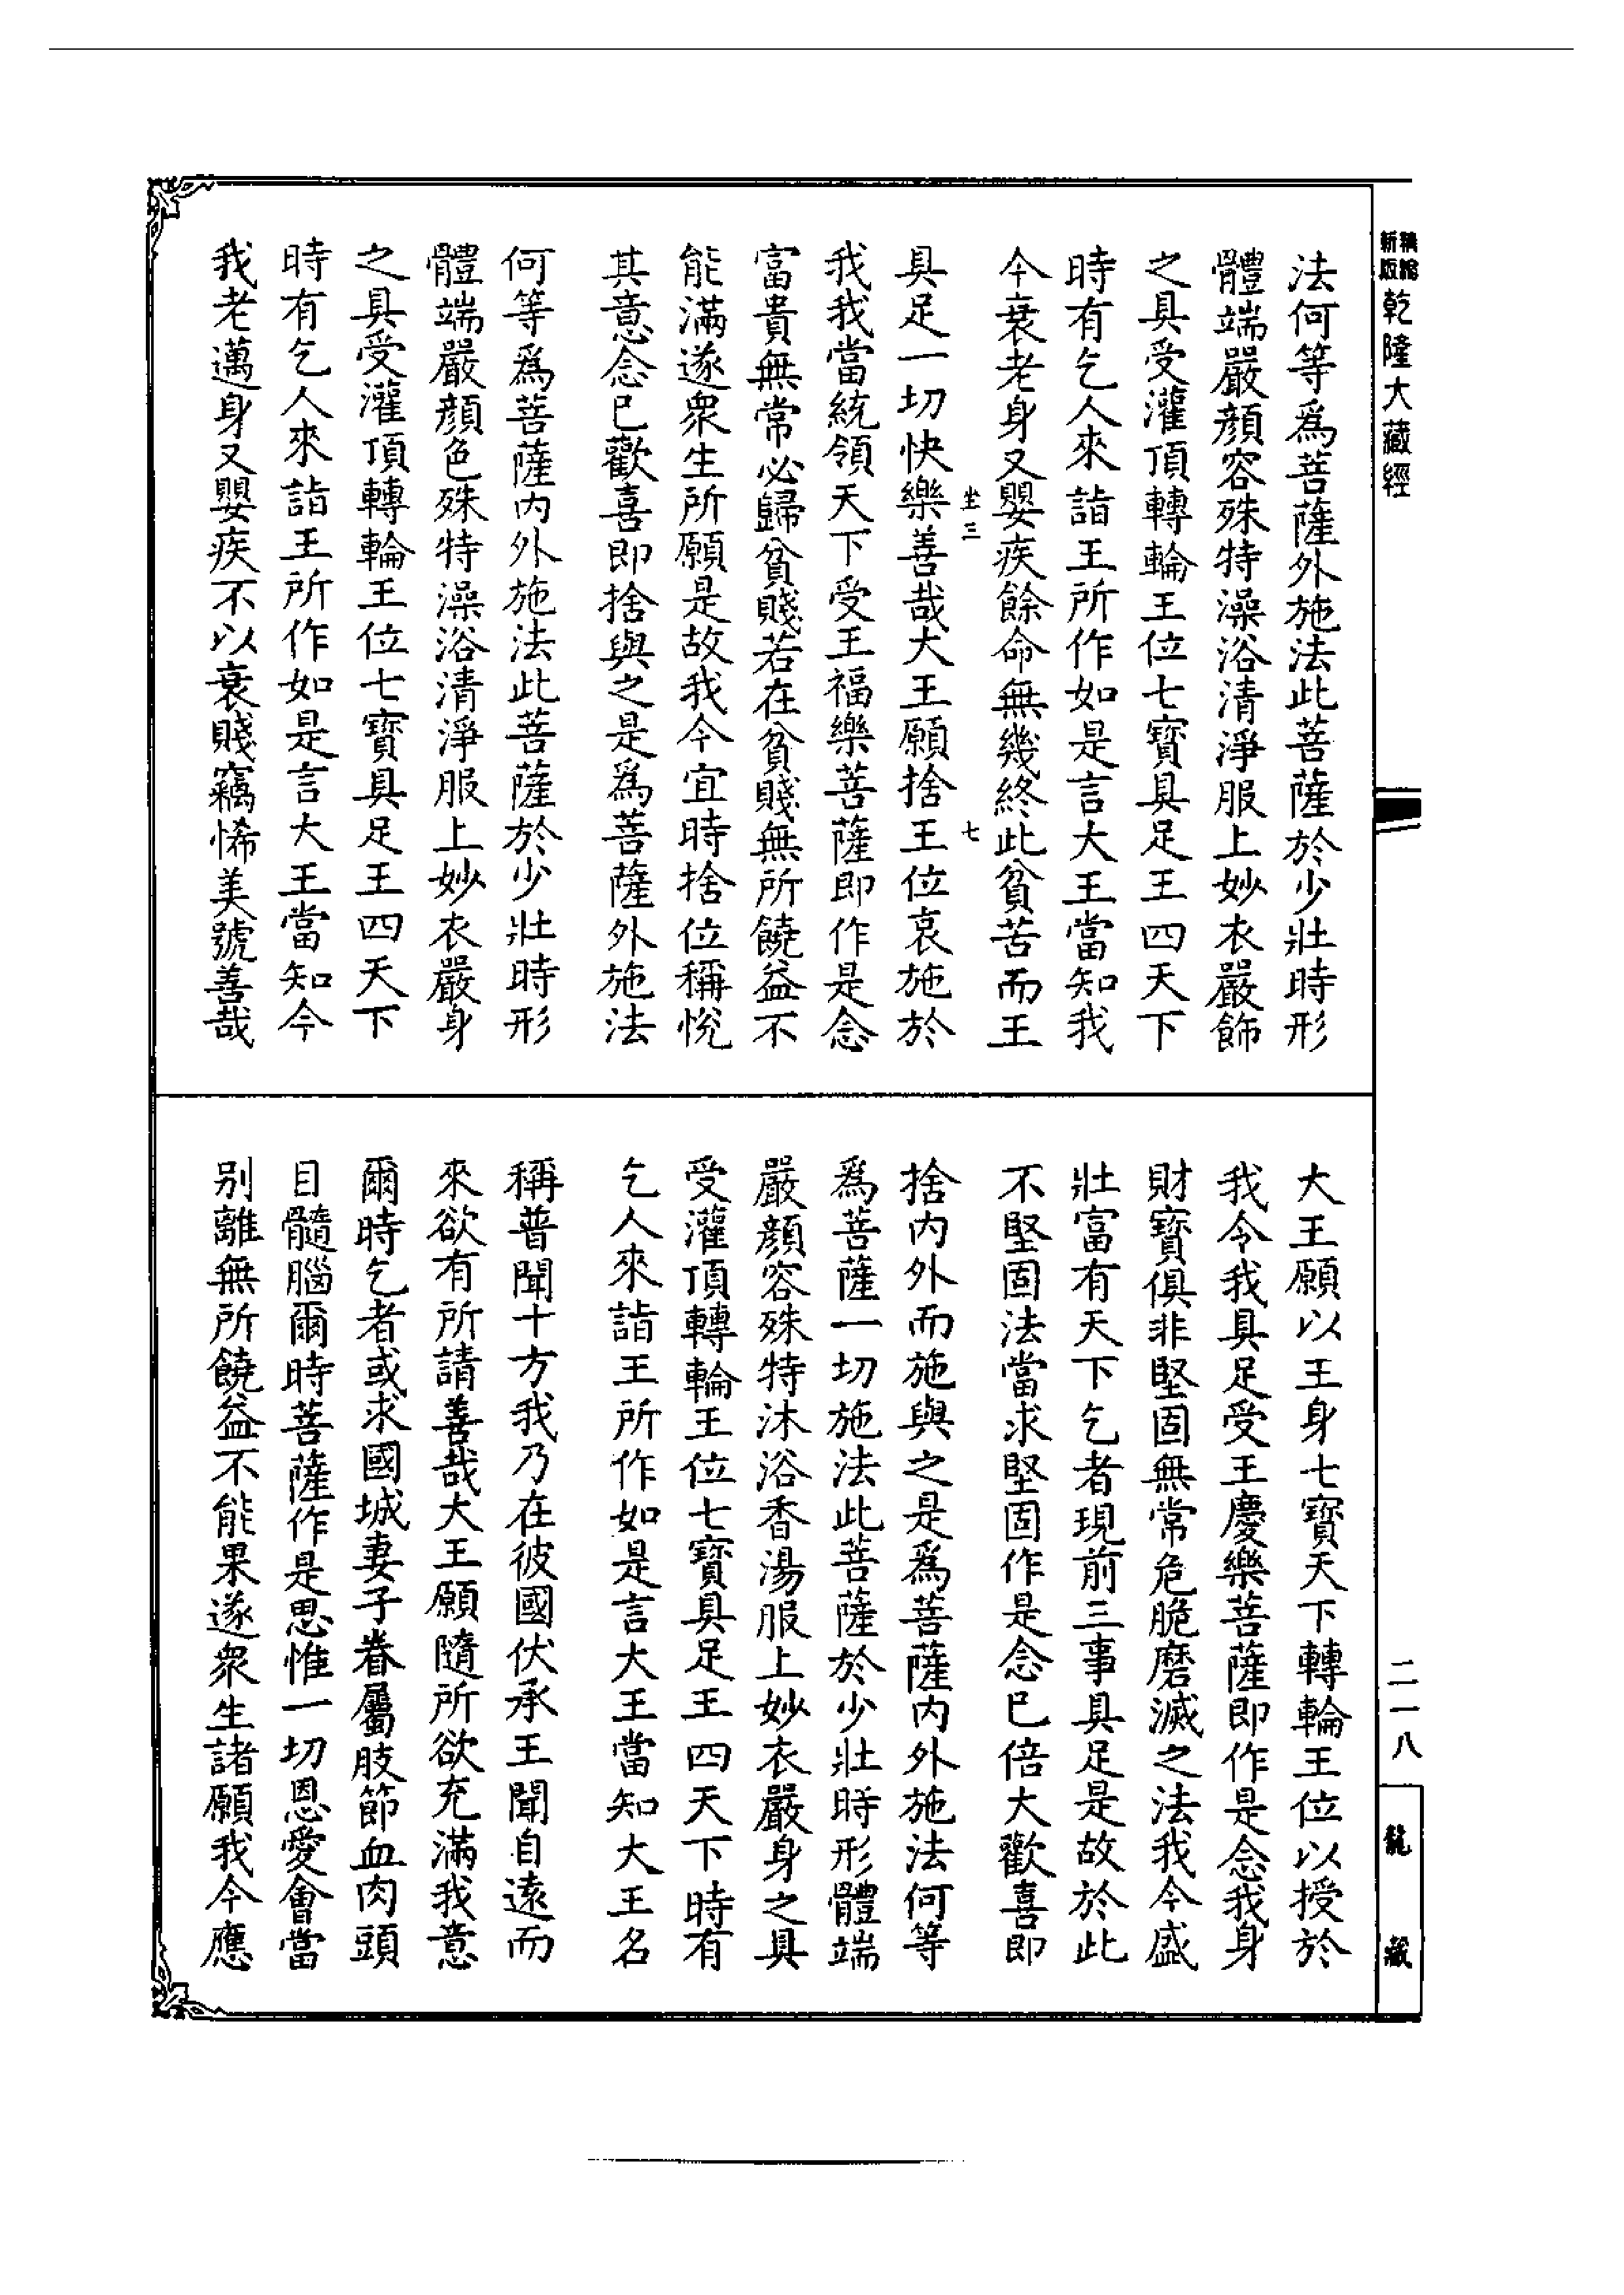 精繕
新版
乾隆大藏經
法何等爲菩薩外施法此菩薩於少壯時形
體端嚴顏容殊特澡浴清淨服上妙衣嚴飾
之具受灌頂轉輪王位七寶具足王四天下
時有乞人來詣王所作如是言大王當知我
今衰老身又嬰疾餘命無幾終此貧苦而王
坐三 七
具足一切快樂善哉大王願捨王位哀施於
我我當統領天下受王福樂菩薩即作是念
富貴無常必歸貧賤若在貧賤無所饒益不
能滿遂衆生所願是故我今宜時捨位稱悅
其意念已歡喜即捨與之是爲菩薩外施法
何等爲菩薩內外施法此菩薩於少壯時形
體端嚴顏色殊特澡浴清淨服上妙衣嚴身
之具受灌頂轉輪王位七寶具足王四天下
時有乞人來詣王所作如是言大王當知今
我老邁身又嬰疾不以衰賤竊悕美號善哉
大王願以王身七寶天下轉輪王位以授於
我令我具足受王慶樂菩薩即作是念我身
財寶俱非堅固無常危脆磨滅之法我今盛
壯富有天下乞者現前三事具足是故於此
不堅固法當求堅固作是念已倍大歡喜即
捨內外而施與之是爲菩薩內外施法何等
爲菩薩一切施法此菩薩於少壯時形體端
嚴顏容殊特沐浴香湯服上妙衣嚴身之具
受灌頂轉輪王位七寶具足王四天下時有
乞人來詣王所作如是言大王當知大王名
稱普聞十方我乃在彼國伏承王聞自遠而
來欲有所請善哉大王願隨所欲充滿我意
爾時乞者或求國城妻子眷屬肢節血肉頭
目髓腦爾時菩薩作是思惟一切恩愛會當
別離無所饒益不能果遂衆生諸願我今應
二一八
龍藏